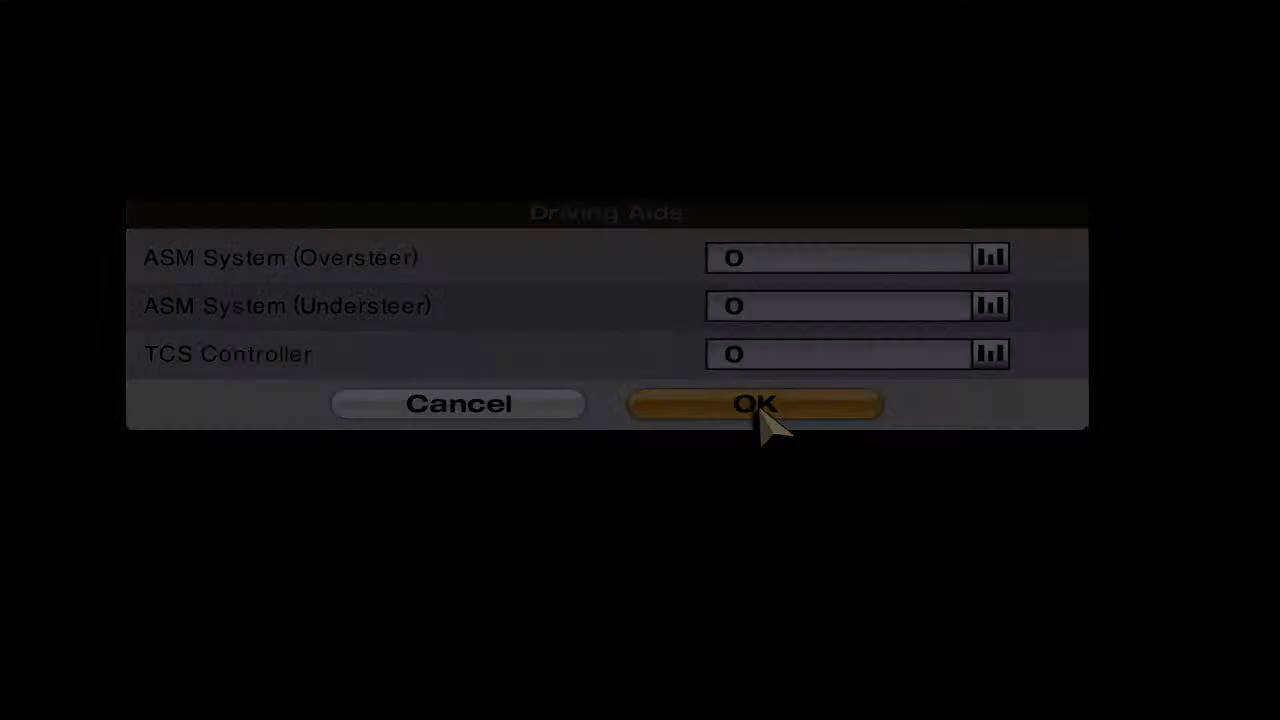 Driving Aids
ASM System (Oversteer) 0
ASM System (Understeer) 0
TCS Controller 0
Cancel OK